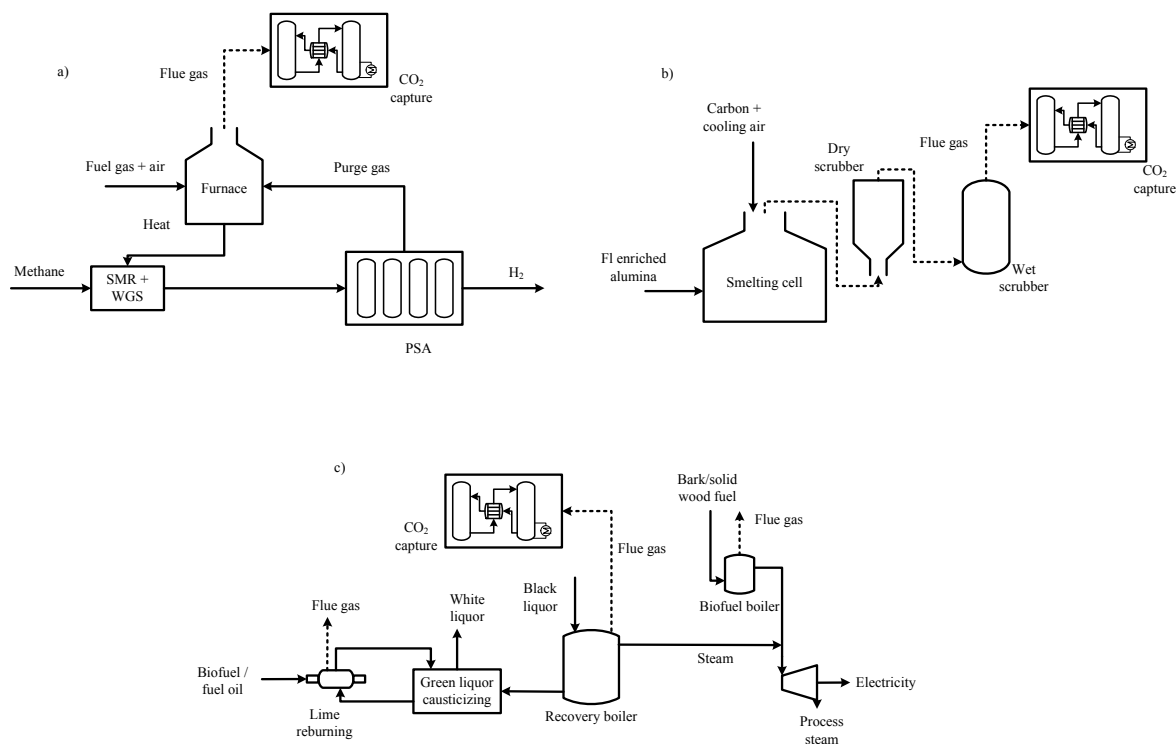 a)
Flue gas
CO2
capture
Fuel gas + air
Furnace
Purge gas
Heat
Methane
SMR +
WGS
H2
PSA
b)
Carbon +
cooling air
Dry
scrubber
Flue gas
CO2
capture
Fl enriched
alumina
Smelting cell
Wet
scrubber
c)
CO2
capture
Flue gas
Bark/solid
wood fuel
Flue gas
Biofuel boiler
Black
liquor
White
liquor
Flue gas
Biofuel /
fuel oil
Lime
reburning
Green liquor
causticizing
Recovery boiler
Steam
Electricity
Process
steam